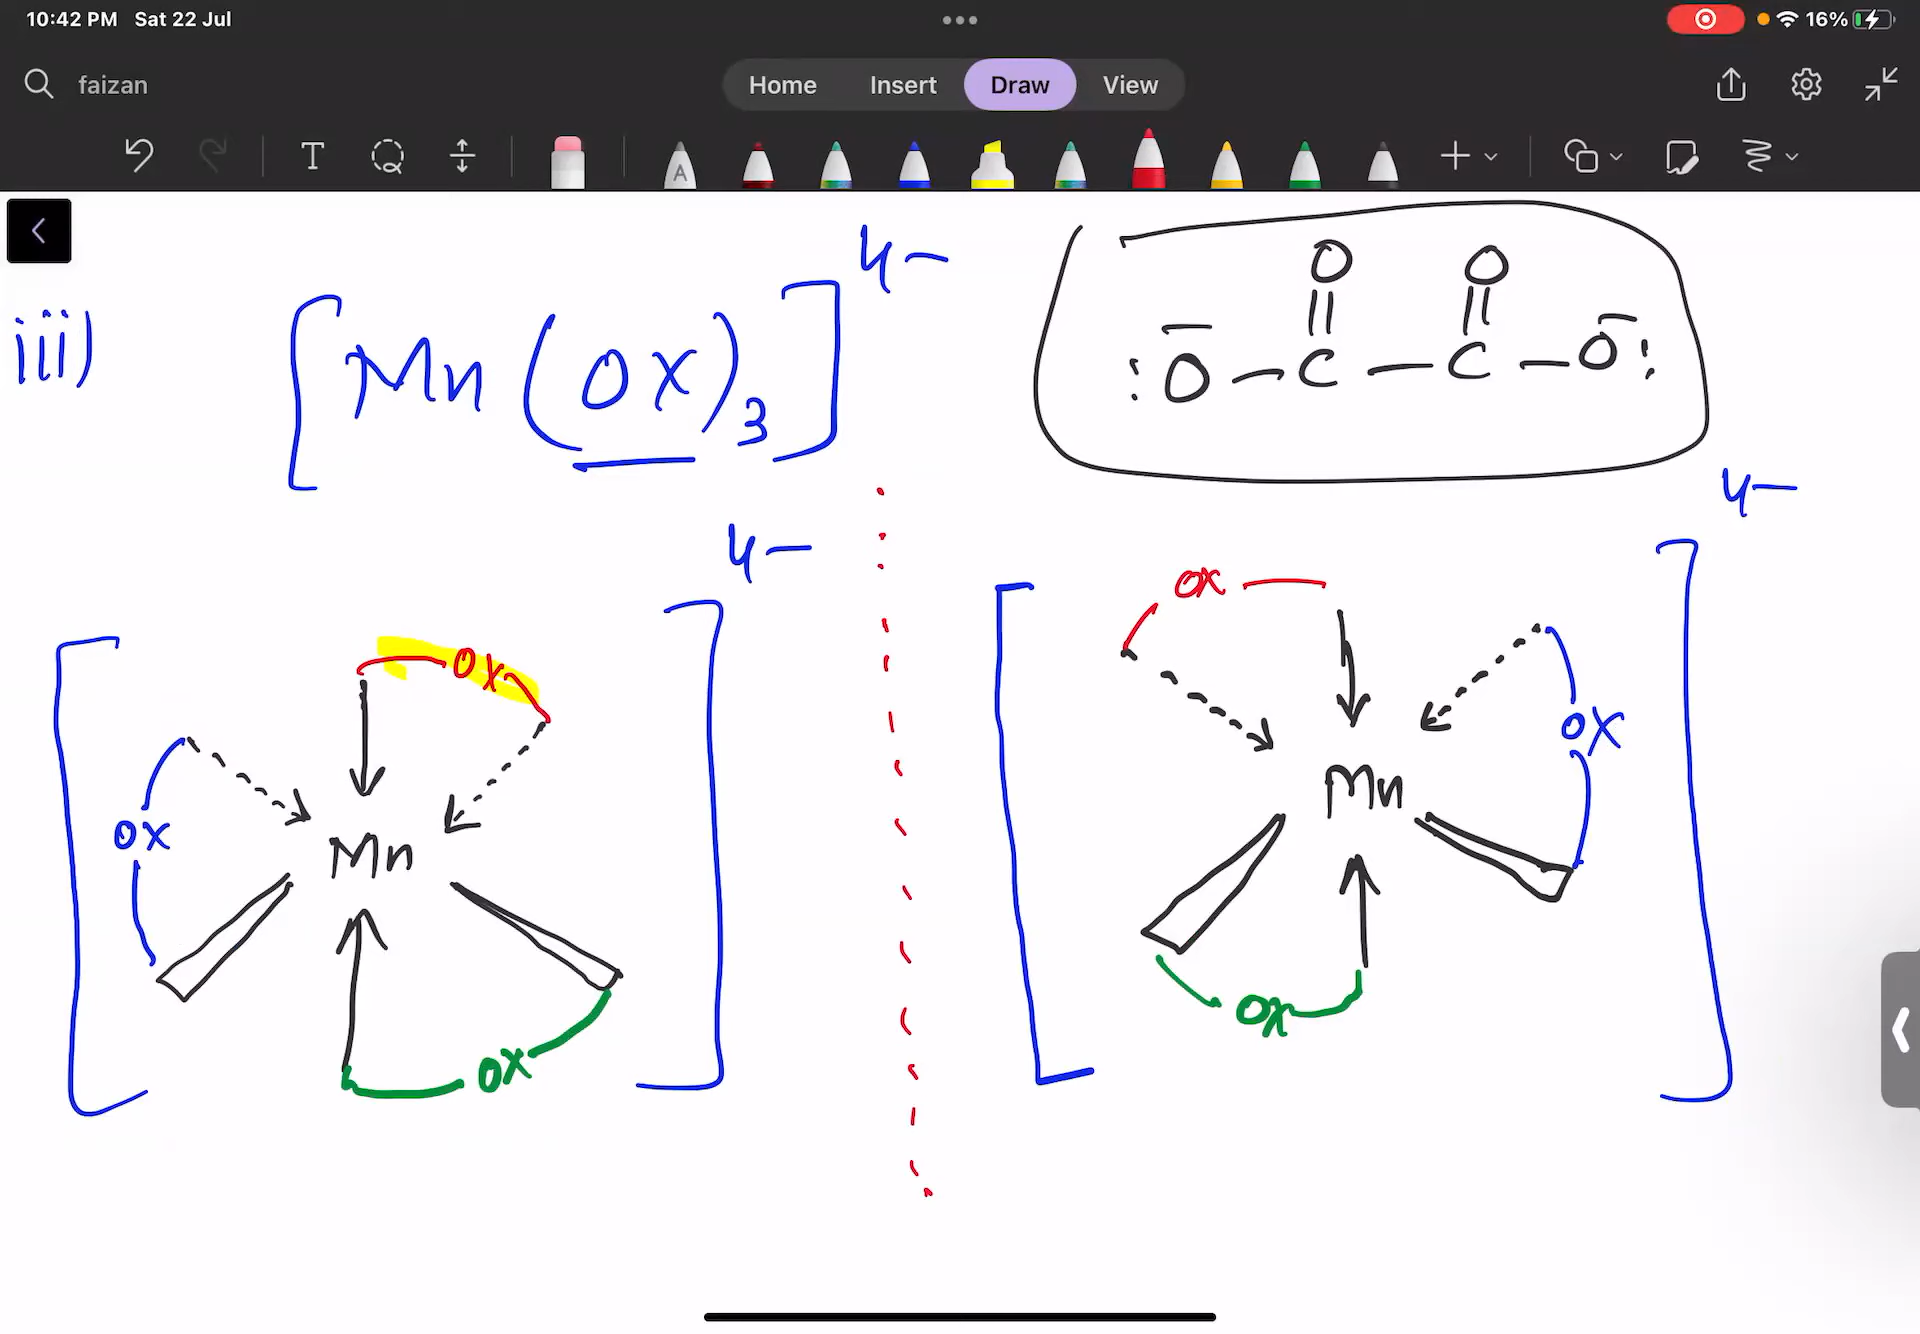 10:42 PM Sat 22 Jul
16%
faizan
Home Insert Draw View
T
A
iii) [Mn(ox)3]4-
O O
|| ||
:Ō - C - C - Ō:
4-
4-
ox
ox
ox
ox
Mn
Mn
ox
ox